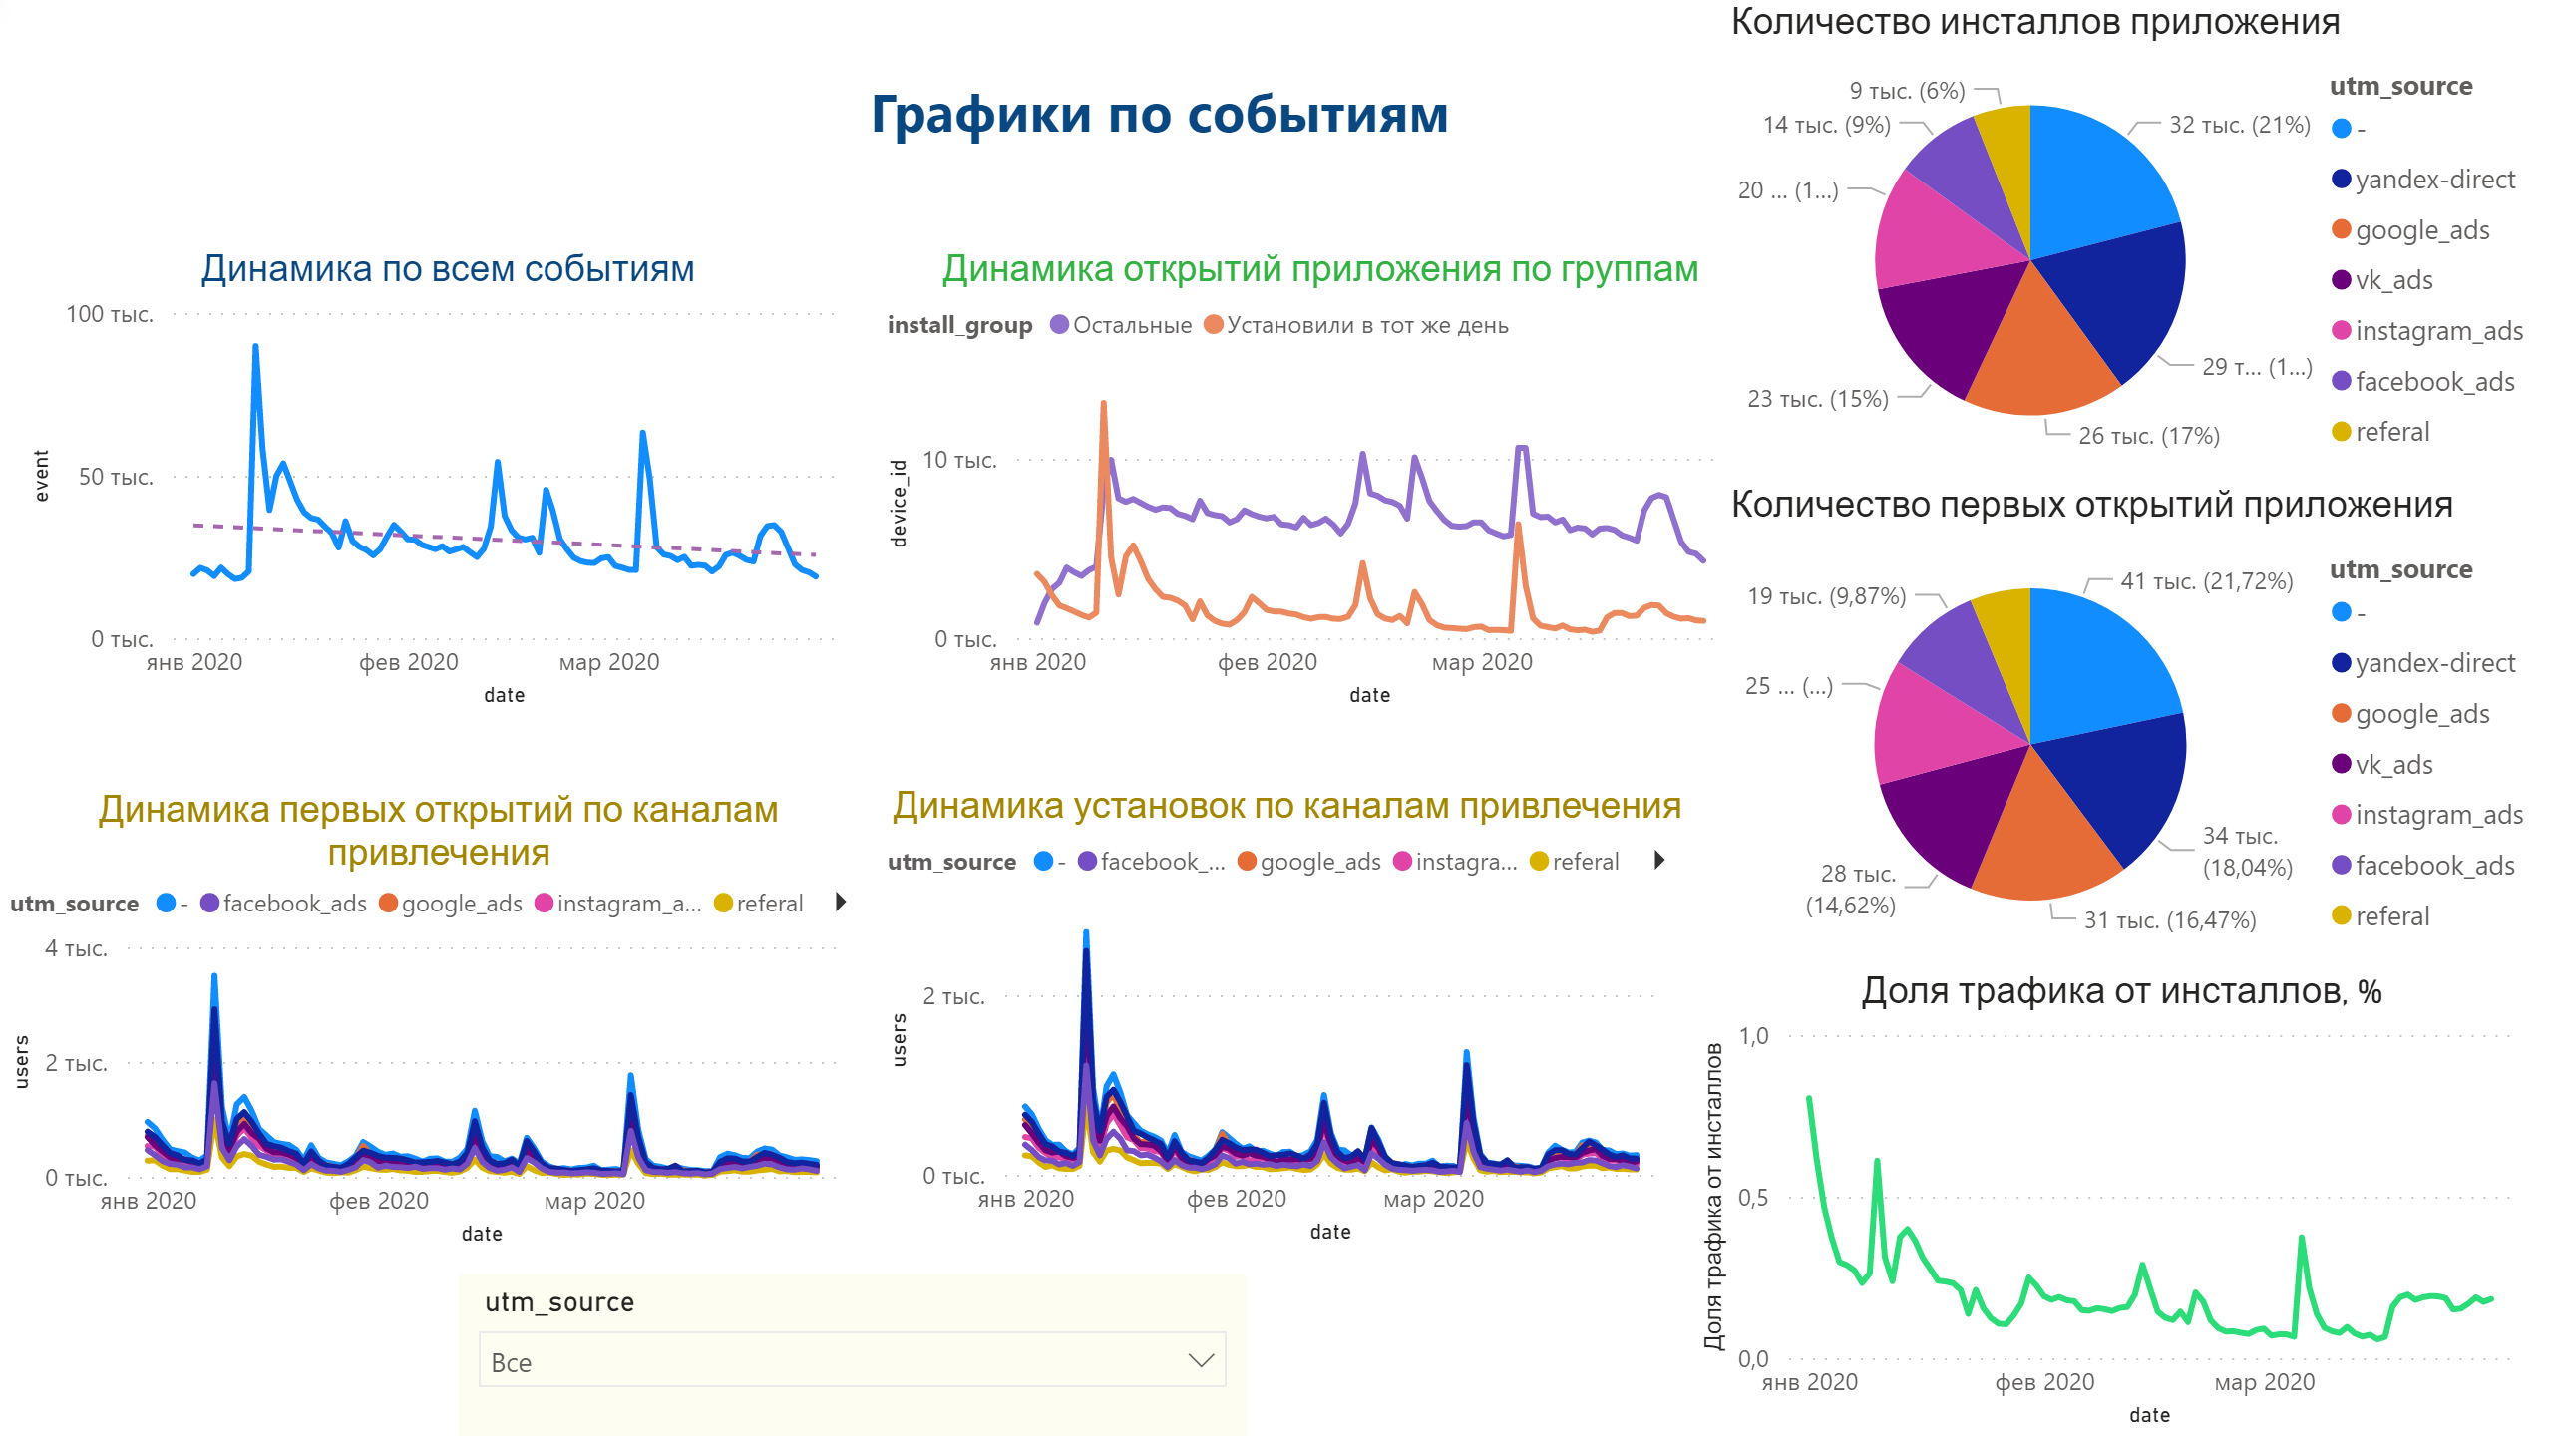 Графики по событиям
Динамика по всем событиям
100 тыс.
50 тыс.
0 тыс.
event
янв 2020
фев 2020
мар 2020
date
Динамика открытий приложения по группам
install_group Остальные Установили в тот же день
10 тыс.
0 тыс.
device_id
янв 2020
фев 2020
мар 2020
date
Динамика первых открытий по каналам
привлечения
utm_source - facebook_ads google_ads instagram_a... referal
4 тыс.
2 тыс.
0 тыс.
users
янв 2020
фев 2020
мар 2020
date
Динамика установок по каналам привлечения
utm_source - facebook_... google_ads instagra... referal
2 тыс.
0 тыс.
users
янв 2020
фев 2020
мар 2020
date
utm_source
Все
Количество инсталлов приложения
9 тыс. (6%)
14 тыс. (9%)
20 ... (1...)
23 тыс. (15%)
32 тыс. (21%)
29 т... (1...)
26 тыс. (17%)
utm_source
-
yandex-direct
google_ads
vk_ads
instagram_ads
facebook_ads
referal
Количество первых открытий приложения
19 тыс. (9,87%)
25 ... (...)
28 тыс.
(14,62%)
41 тыс. (21,72%)
34 тыс.
(18,04%)
31 тыс. (16,47%)
utm_source
-
yandex-direct
google_ads
vk_ads
instagram_ads
facebook_ads
referal
Доля трафика от инсталлов, %
1,0
0,5
0,0
Доля трафика от инсталлов
янв 2020
фев 2020
мар 2020
date